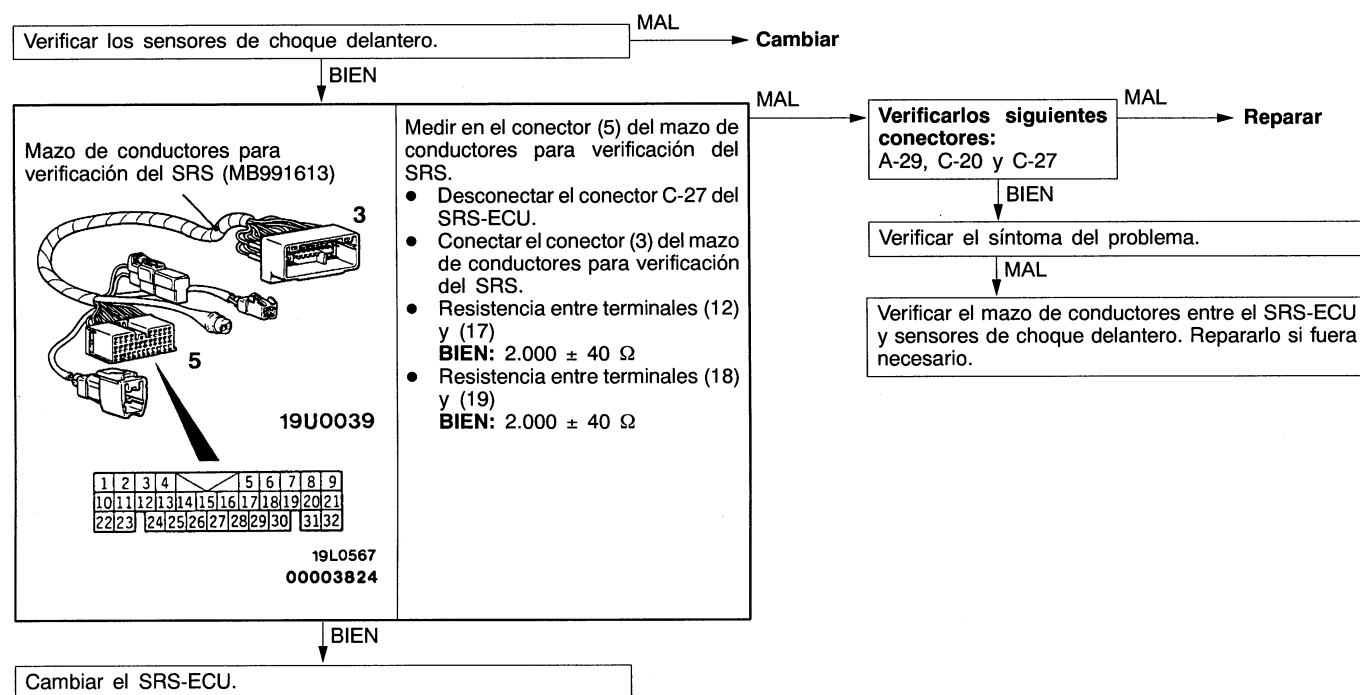 Verificar los sensores de choque delantero.
MAL
Cambiar
BIEN
Mazo de conductores para
verificación del SRS (MB991613)
3
5
19U0039
1 2 3 4 5 6 7 8 9
10 11 12 13 14 15 16 17 18 19 20 21
22 23 24 25 26 27 28 29 30 31 32
19L0567
00003824
Medir en el conector (5) del mazo de
conductores para verificación del
SRS.
● Desconectar el conector C-27 del
SRS-ECU.
● Conectar el conector (3) del mazo
de conductores para verificación
del SRS.
● Resistencia entre terminales (12)
y (17)
BIEN: 2.000 ± 40 Ω
● Resistencia entre terminales (18)
y (19)
BIEN: 2.000 ± 40 Ω
MAL
Verificarlos siguientes
conectores:
A-29, C-20 y C-27
MAL
Reparar
BIEN
Verificar el síntoma del problema.
MAL
Verificar el mazo de conductores entre el SRS-ECU
y sensores de choque delantero. Repararlo si fuera
necesario.
BIEN
Cambiar el SRS-ECU.